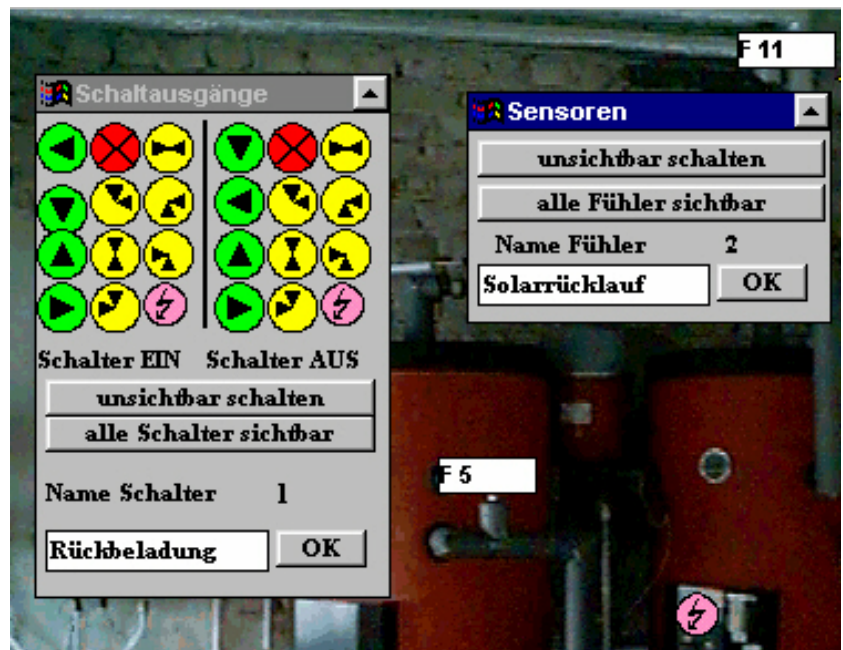 F 11
Schaltausgänge
Schalter EIN Schalter AUS
unsichtbar schalten
alle Schalter sichtbar
Name Schalter 1
Rückbeladung OK
Sensoren
unsichtbar schalten
alle Fühler sichtbar
Name Fühler 2
Solarrücklauf OK
F 5